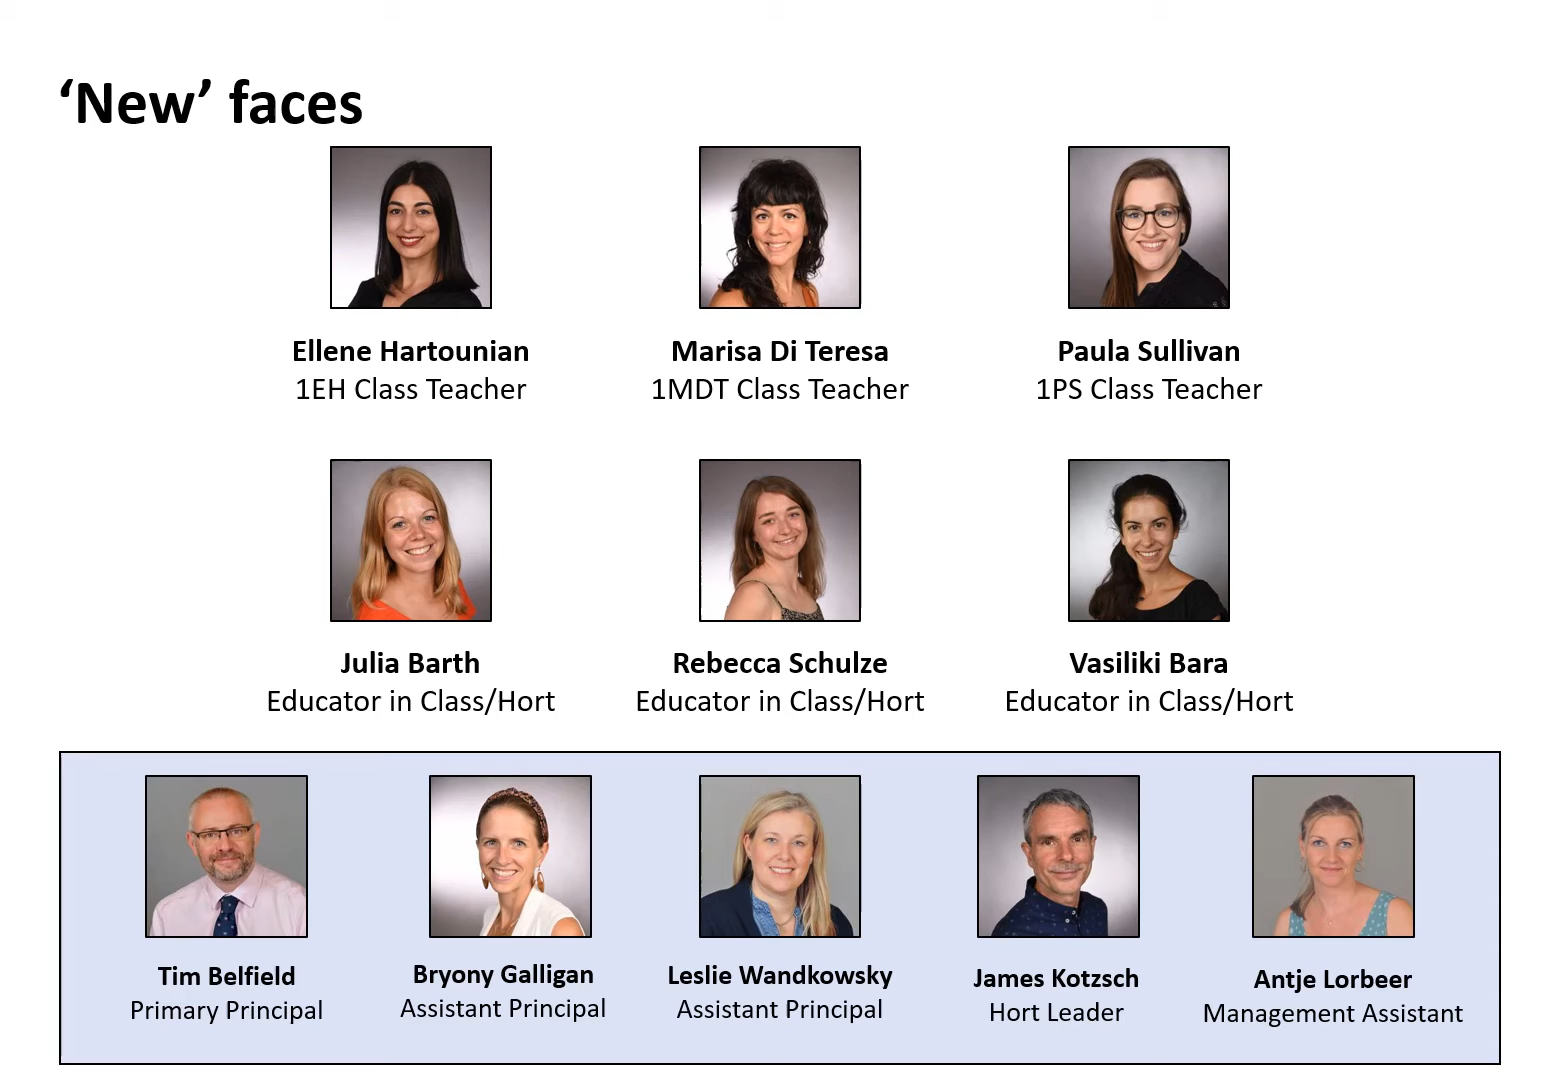 ‘New’ faces
Ellene Hartounian
1EH Class Teacher
Marisa Di Teresa
1MDT Class Teacher
Paula Sullivan
1PS Class Teacher
Julia Barth
Educator in Class/Hort
Rebecca Schulze
Educator in Class/Hort
Vasiliki Bara
Educator in Class/Hort
Tim Belfield
Primary Principal
Bryony Galligan
Assistant Principal
Leslie Wandkowsky
Assistant Principal
James Kotzsch
Hort Leader
Antje Lorbeer
Management Assistant